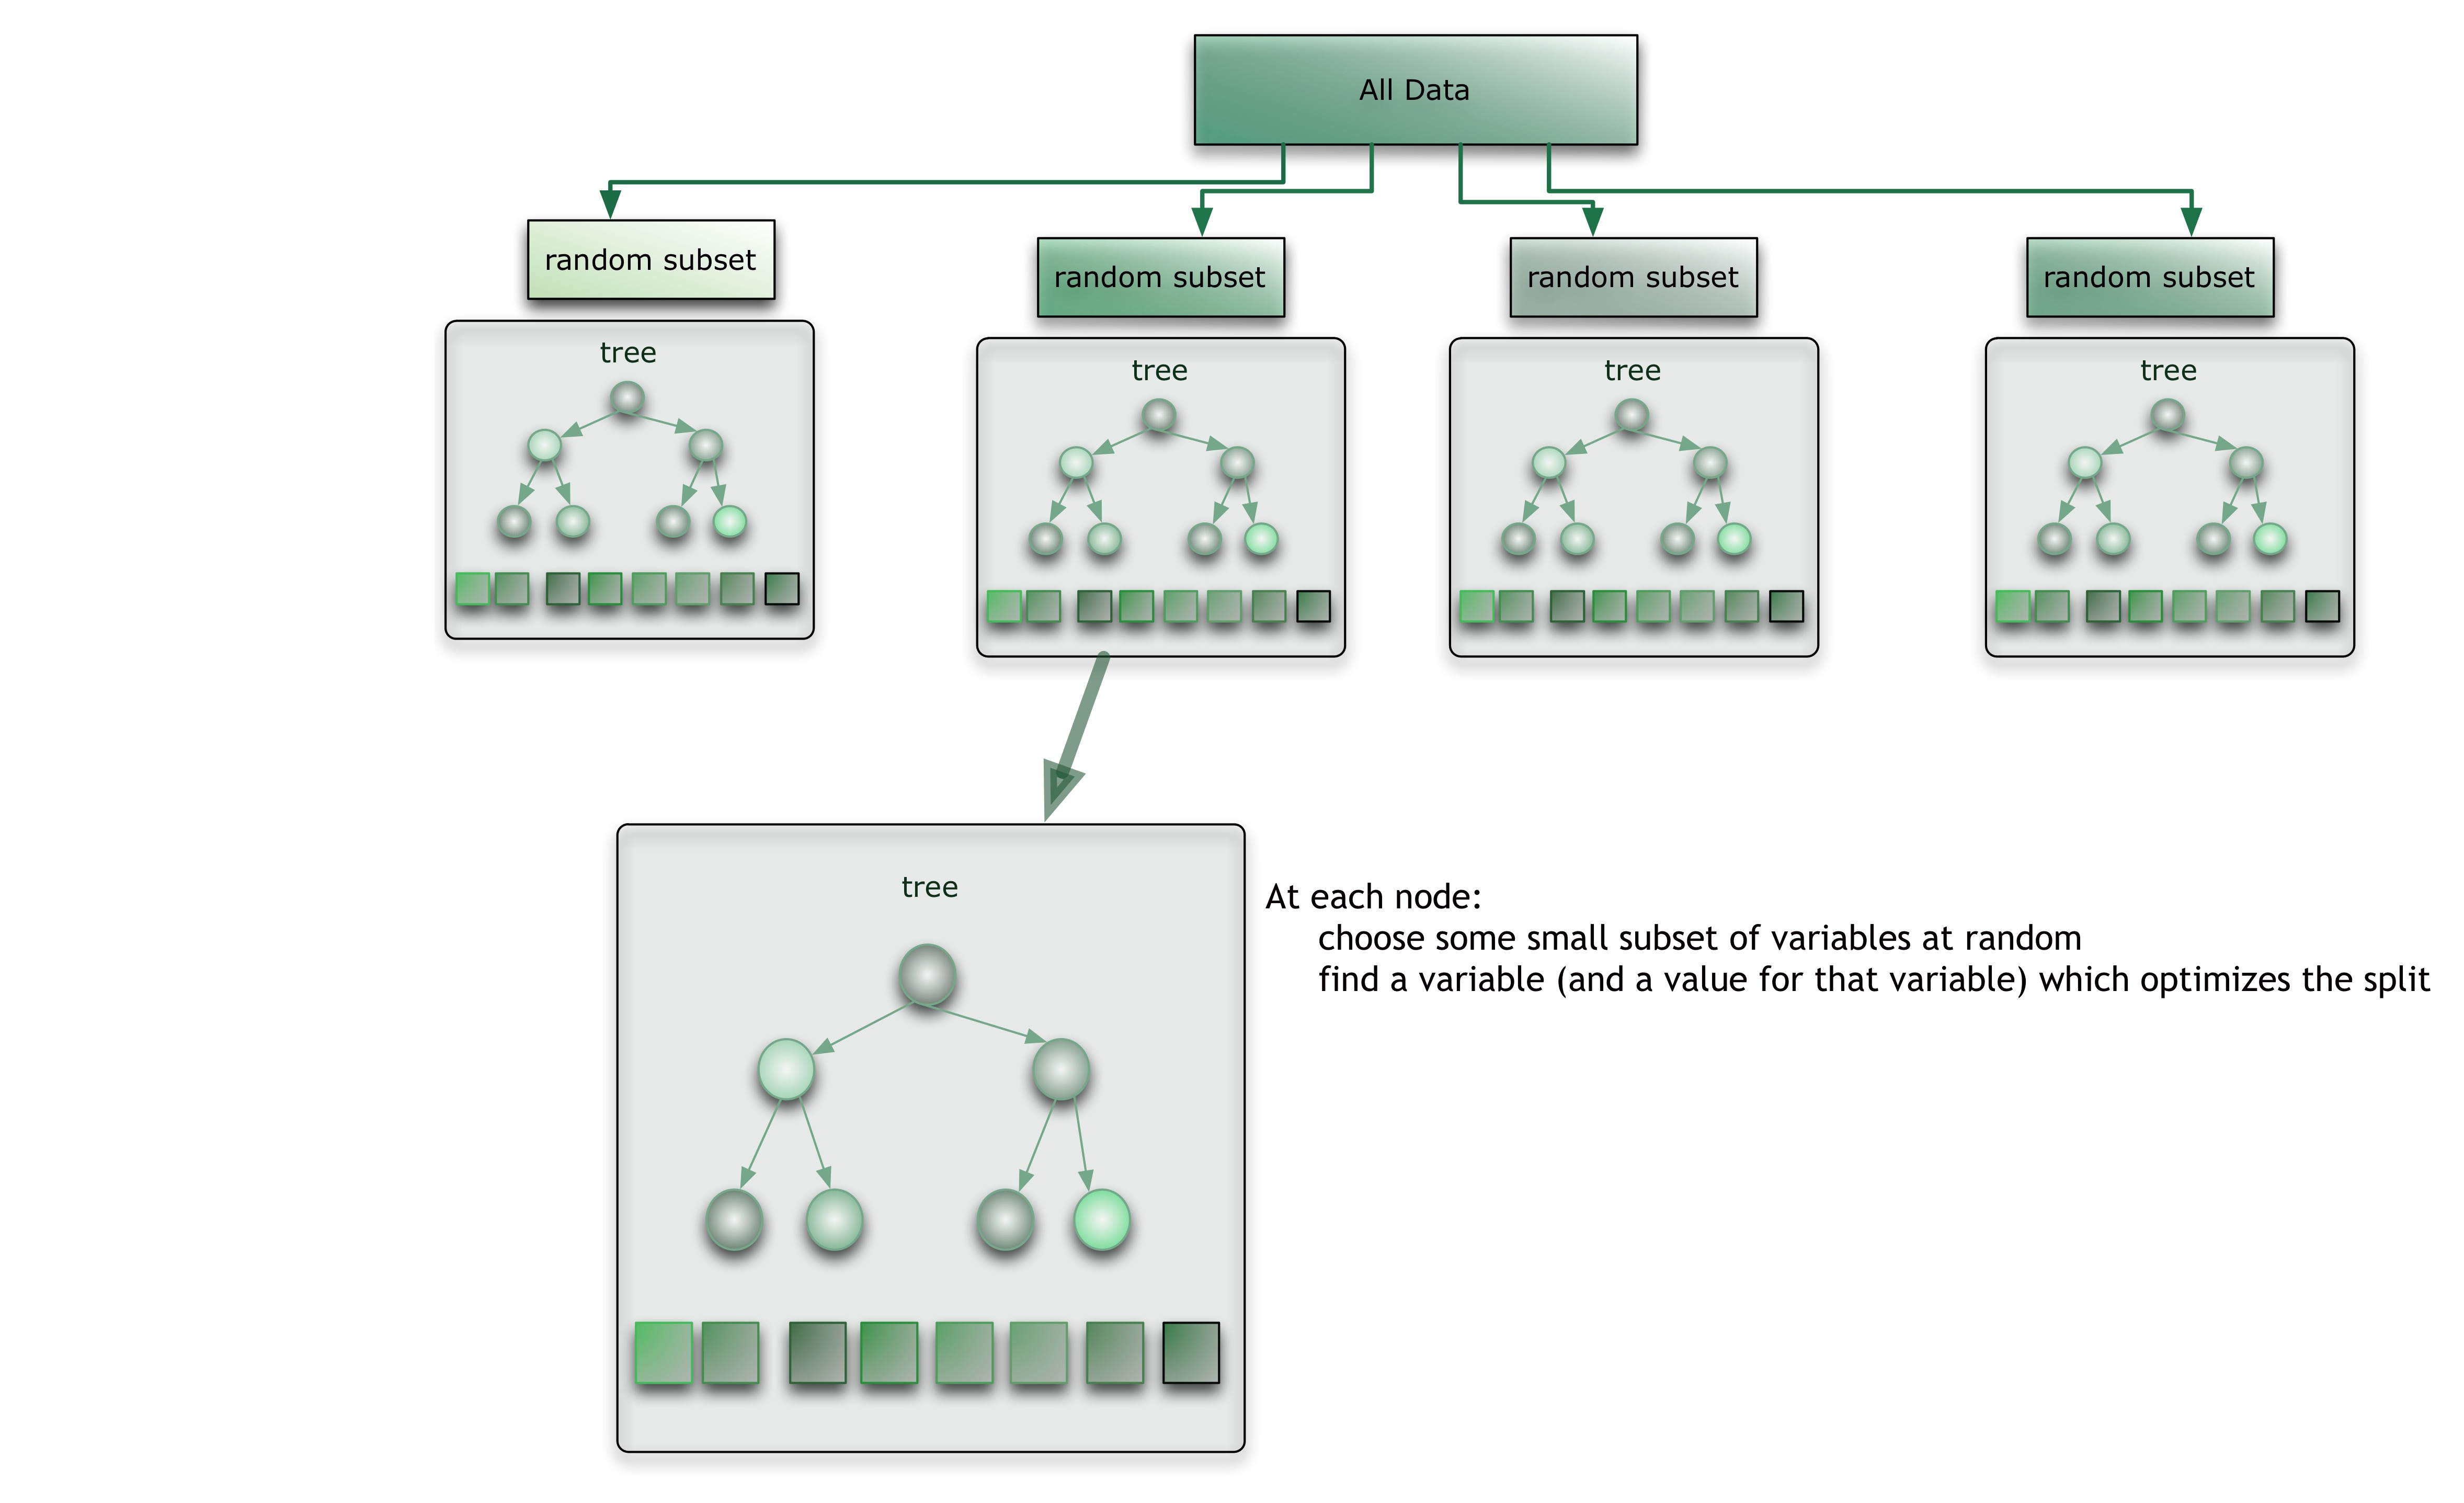 All Data
random subset
random subset
random subset
random subset
tree
tree
tree
tree
tree
At each node:
choose some small subset of variables at random
find a variable (and a value for that variable) which optimizes the split